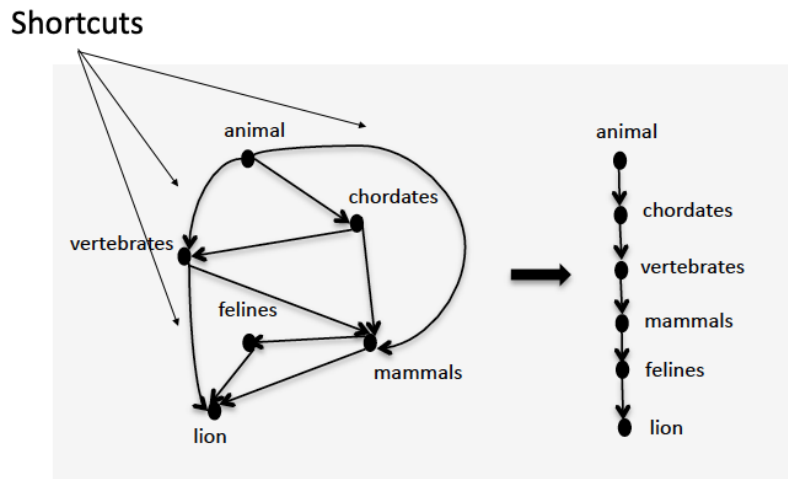 Shortcuts
animal
chordates
vertebrates
felines
mammals
lion
animal
chordates
vertebrates
mammals
felines
lion